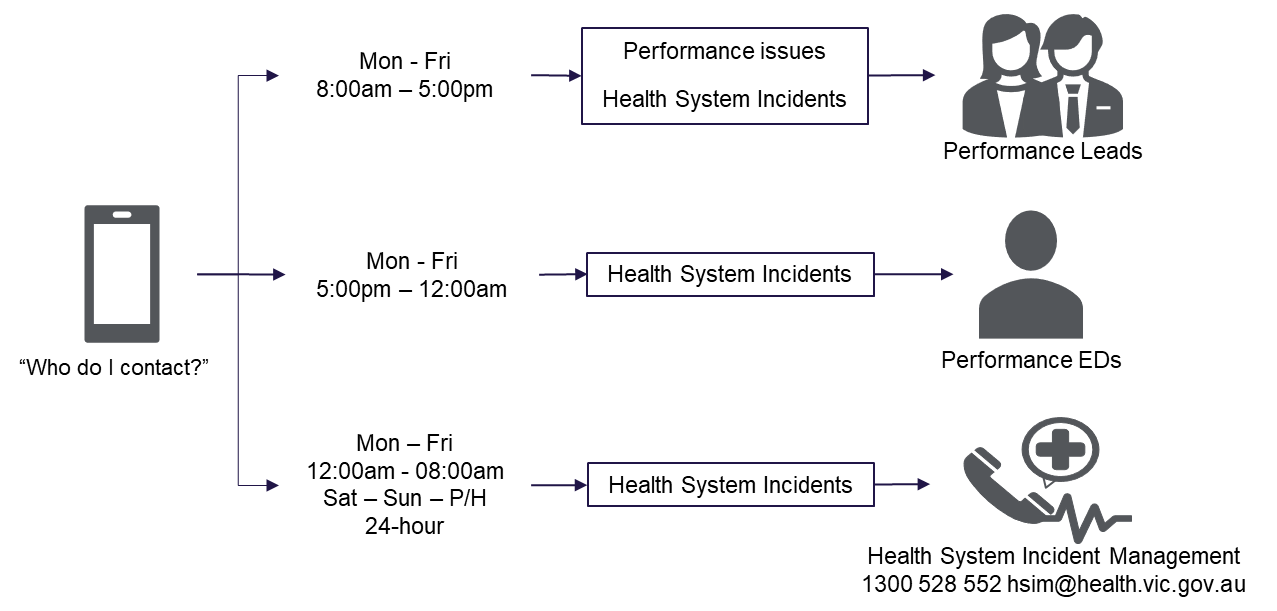 “Who do I contact?”
Mon - Fri
8:00am – 5:00pm
Performance issues
Health System Incidents
Performance Leads
Mon - Fri
5:00pm – 12:00am
Health System Incidents
Performance EDs
Mon – Fri
12:00am - 08:00am
Sat – Sun – P/H
24-hour
Health System Incidents
Health System Incident Management
1300 528 552 hsim@health.vic.gov.au